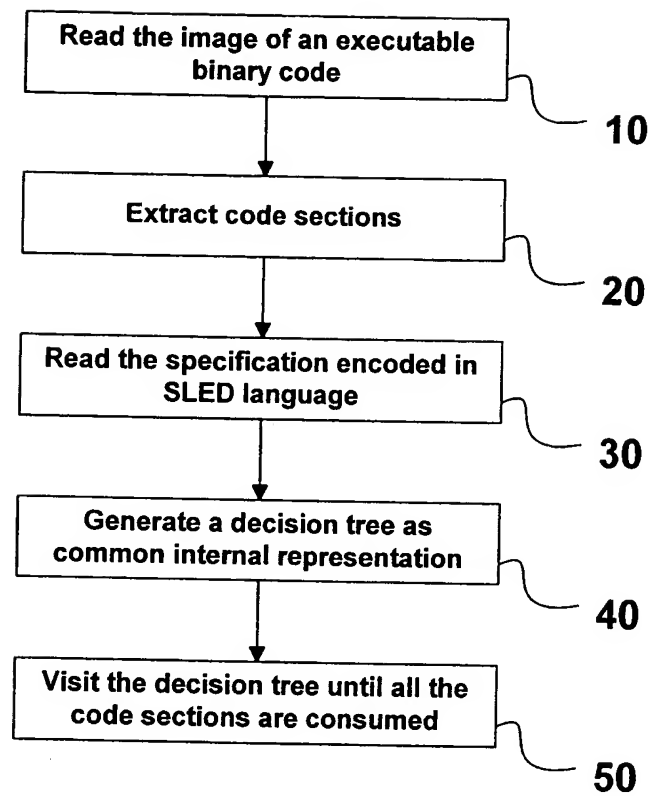 Read the image of an executable
binary code
10
Extract code sections
20
Read the specification encoded in
SLED language
30
Generate a decision tree as
common internal representation
40
Visit the decision tree until all the
code sections are consumed
50